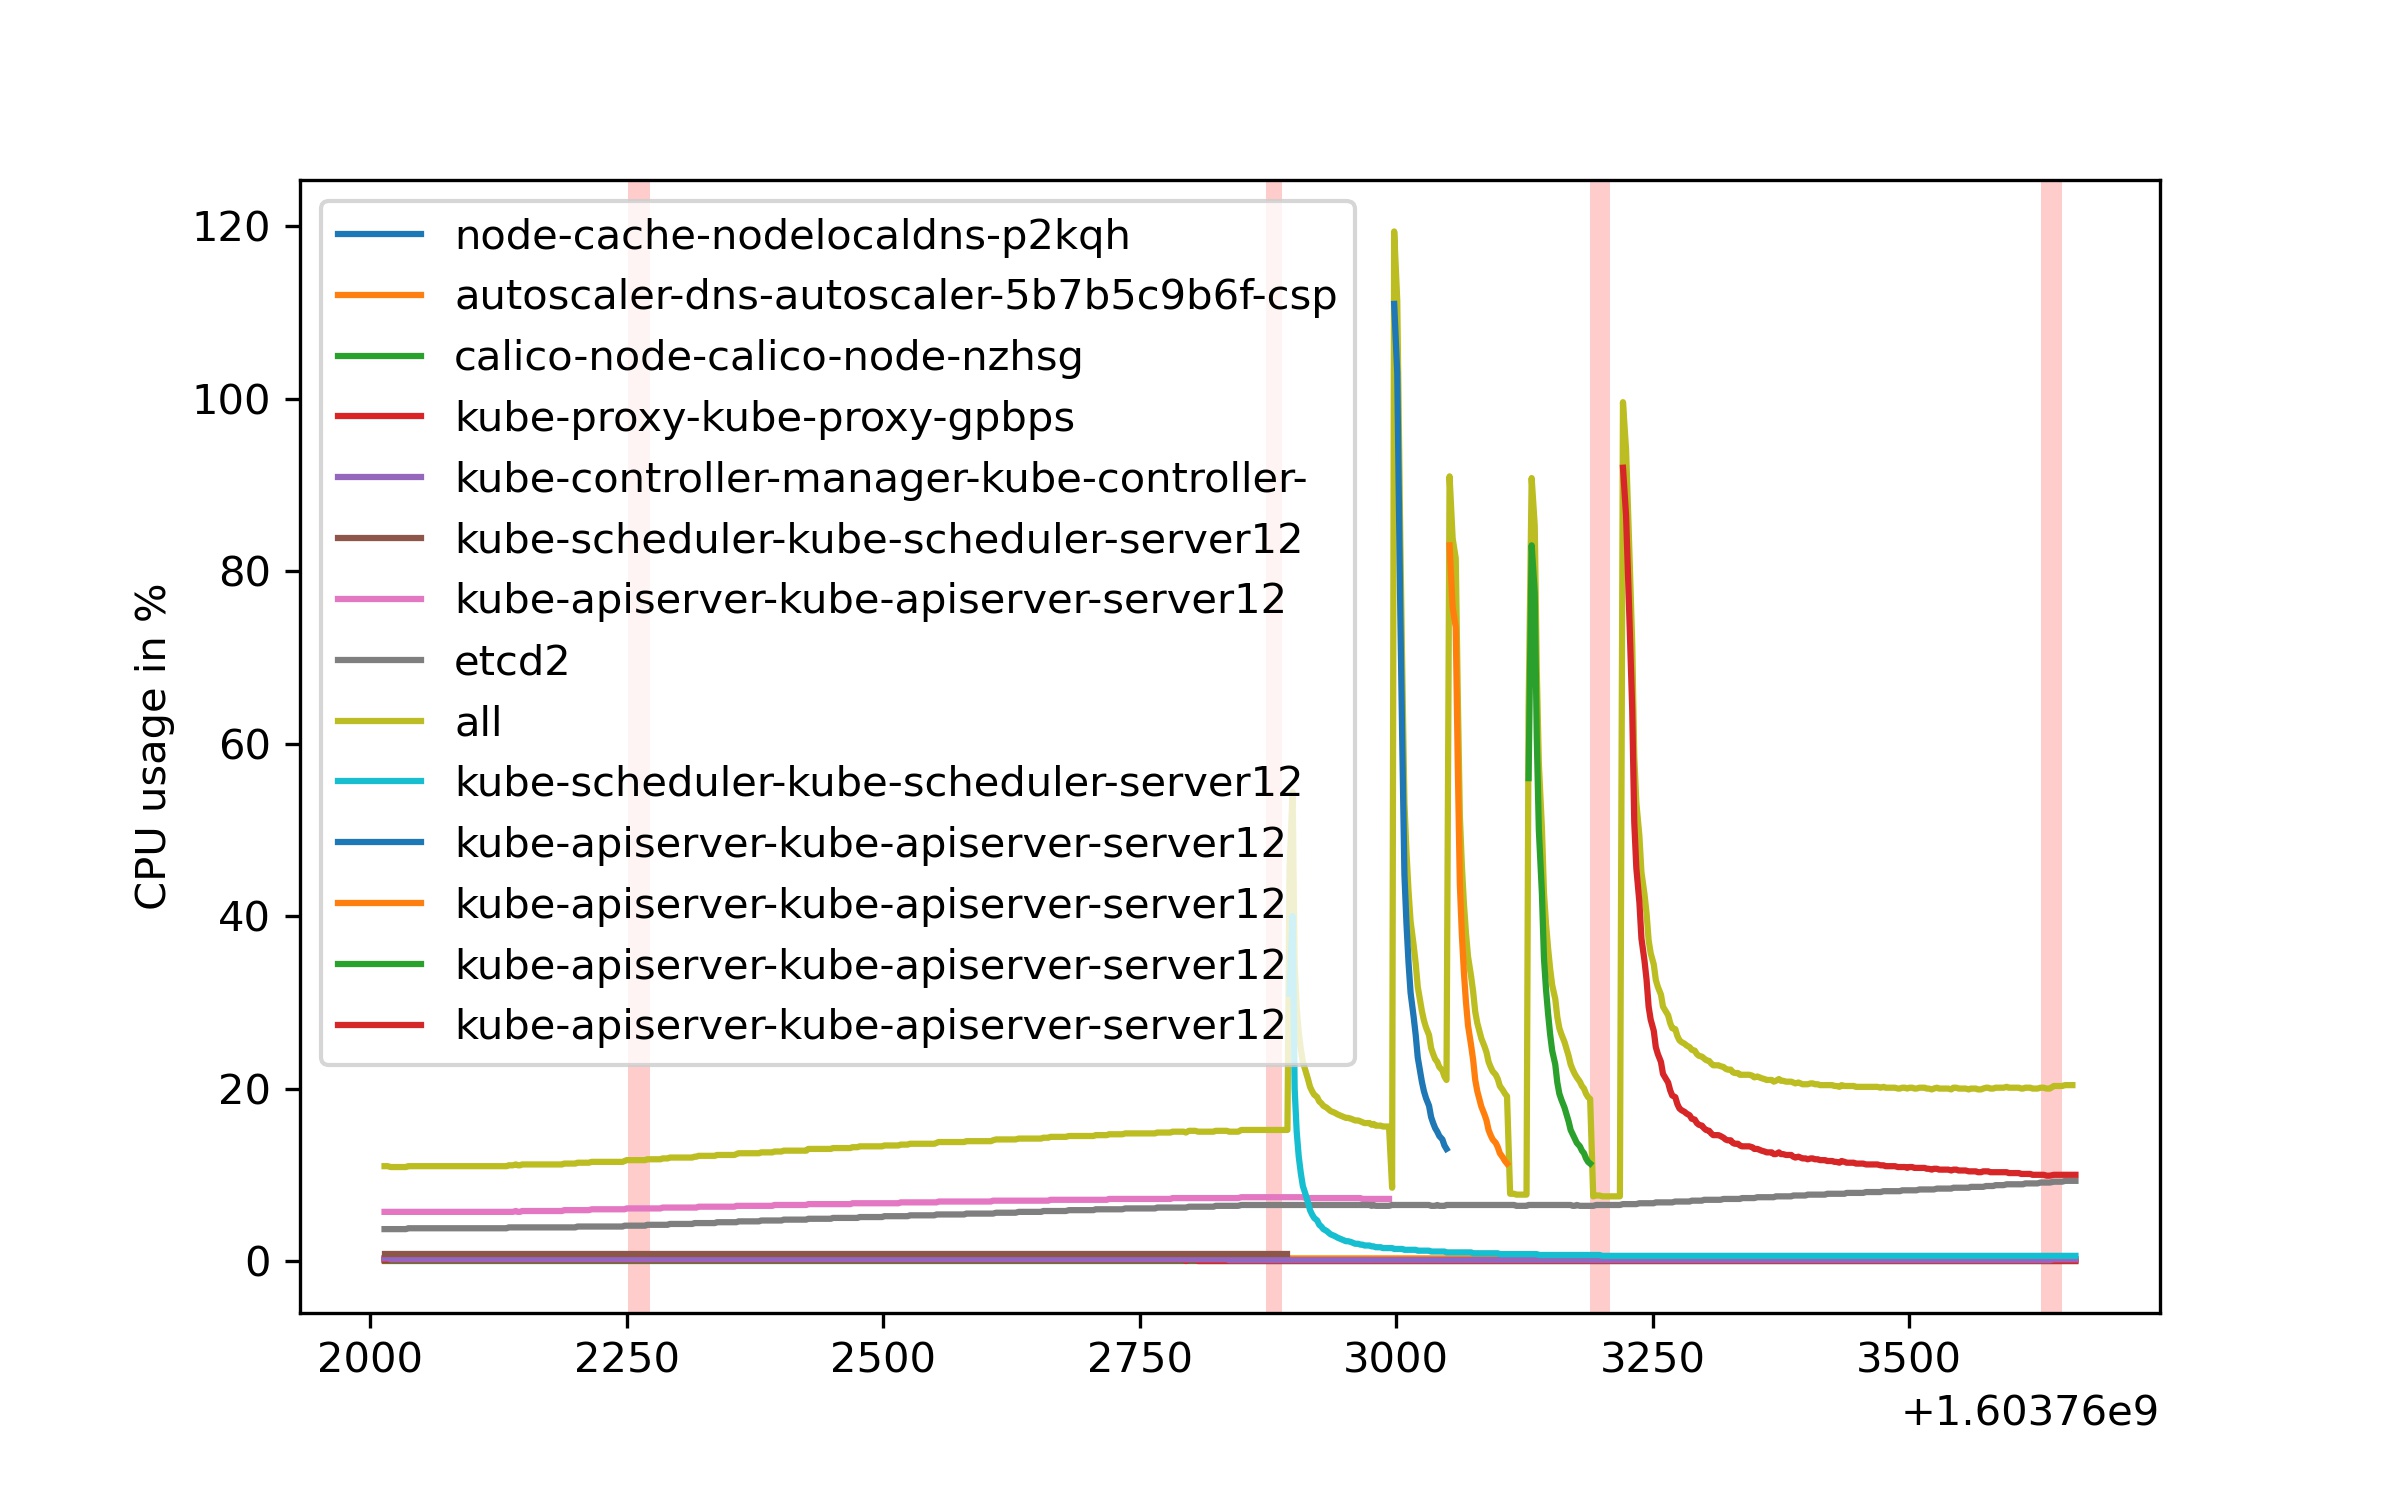 120
100
80
60
40
20
0
CPU usage in %
node-cache-nodelocaldns-p2kqh
autoscaler-dns-autoscaler-5b7b5c9b6f-csp
calico-node-calico-node-nzhsg
kube-proxy-kube-proxy-gpbps
kube-controller-manager-kube-controller-
kube-scheduler-kube-scheduler-server12
kube-apiserver-kube-apiserver-server12
etcd2
all
kube-scheduler-kube-scheduler-server12
kube-apiserver-kube-apiserver-server12
kube-apiserver-kube-apiserver-server12
kube-apiserver-kube-apiserver-server12
kube-apiserver-kube-apiserver-server12
2000 2250 2500 2750 3000 3250 3500
+1.60376e9